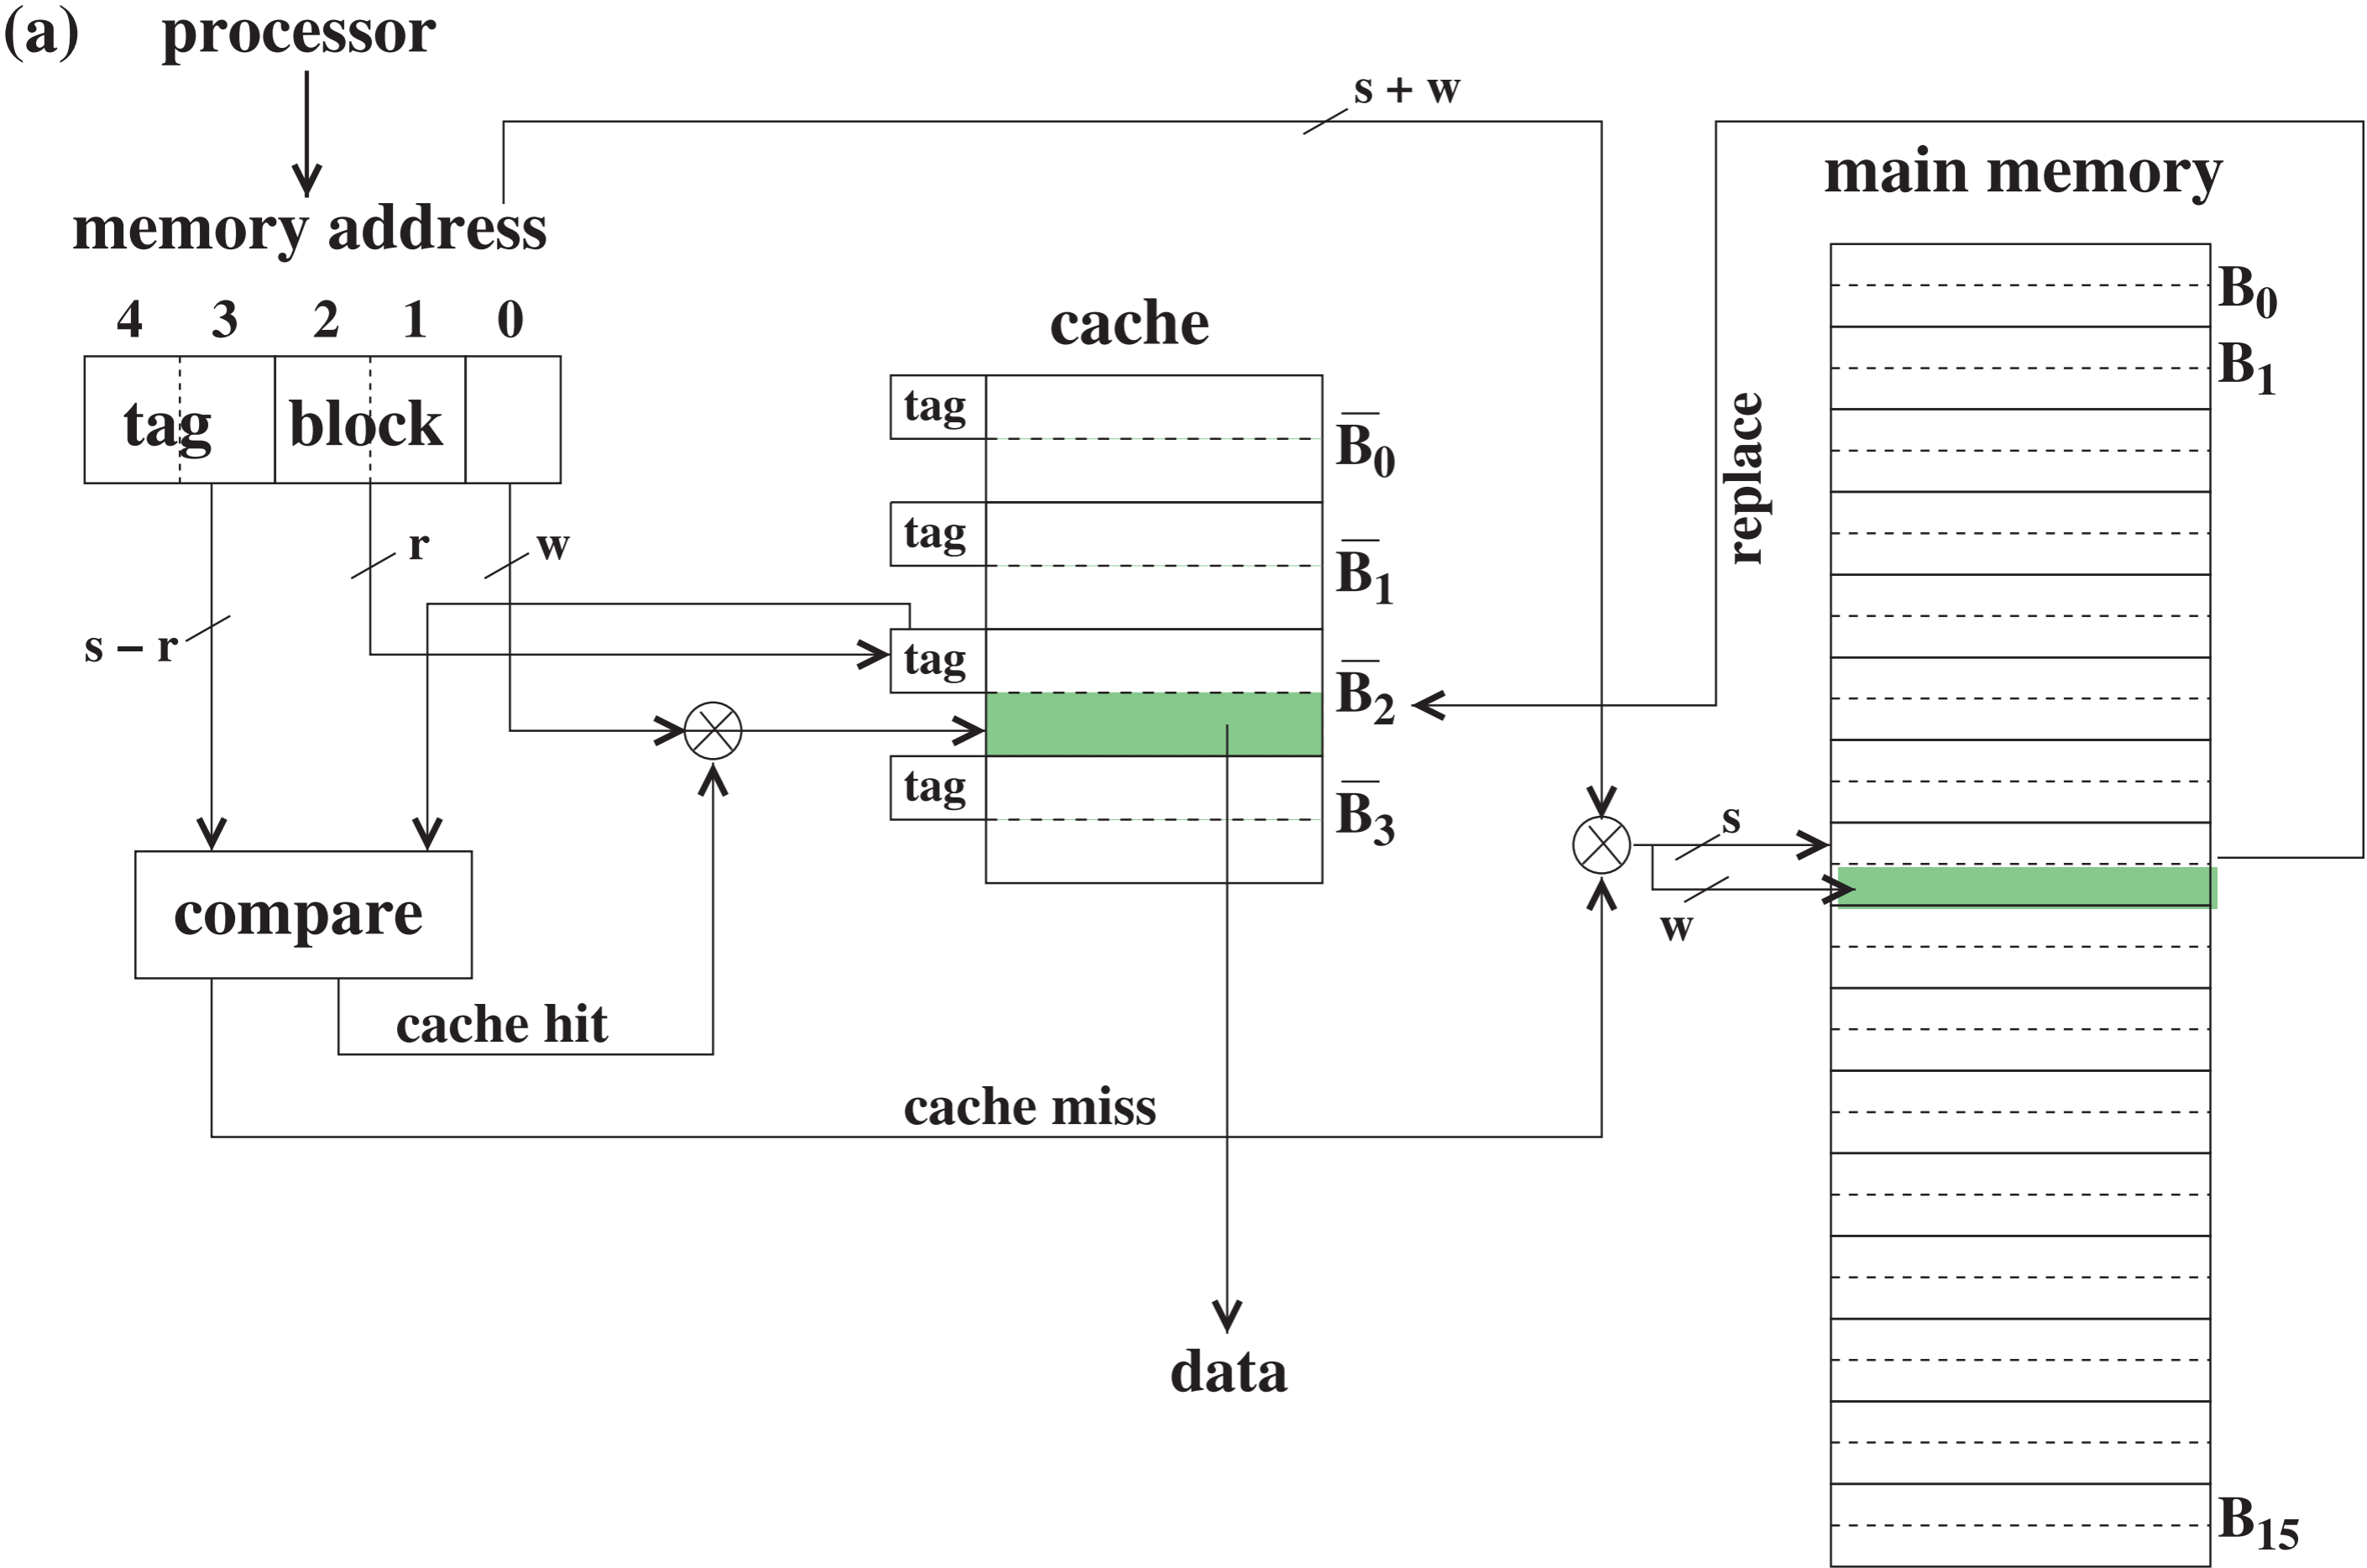 (a) processor
s + w
main memory
memory address
4 3 2 1 0
tag block
cache
tag
B̅0
tag
B̅1
tag
B̅2
tag
B̅3
B0
B1
B15
replace
r
w
s – r
compare
cache hit
cache miss
s
w
data